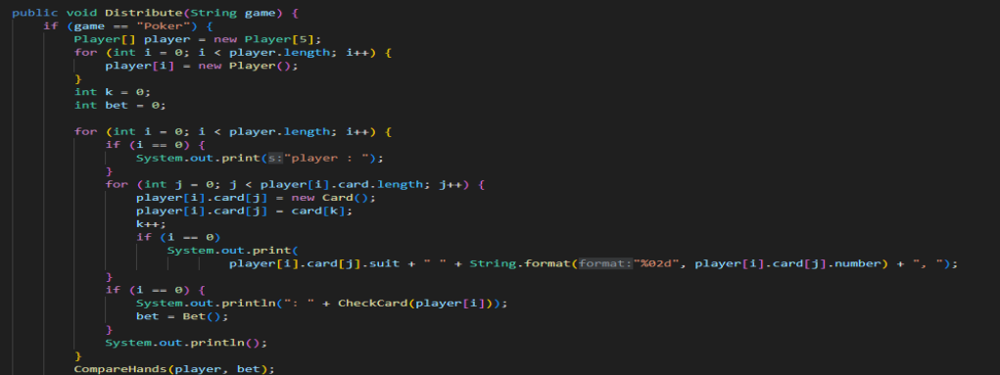 public void Distribute(String game) {
    if (game == "Poker") {
        Player[] player = new Player[5];
        for (int i = 0; i < player.length; i++) {
            player[i] = new Player();
        }
        int k = 0;
        int bet = 0;

        for (int i = 0; i < player.length; i++) {
            if (i == 0) {
                System.out.print(s:"player : ");
            }
            for (int j = 0; j < player[i].card.length; j++) {
                player[i].card[j] = new Card();
                player[i].card[j] = card[k];
                k++;
                if (i == 0)
                    System.out.print(
                            player[i].card[j].suit + " " + String.format(format:"%02d", player[i].card[j].number) + ", ");
            }
            if (i == 0) {
                System.out.println(": " + CheckCard(player[i]));
                bet = Bet();
            }
            System.out.println();
        }
        CompareHands(player, bet);